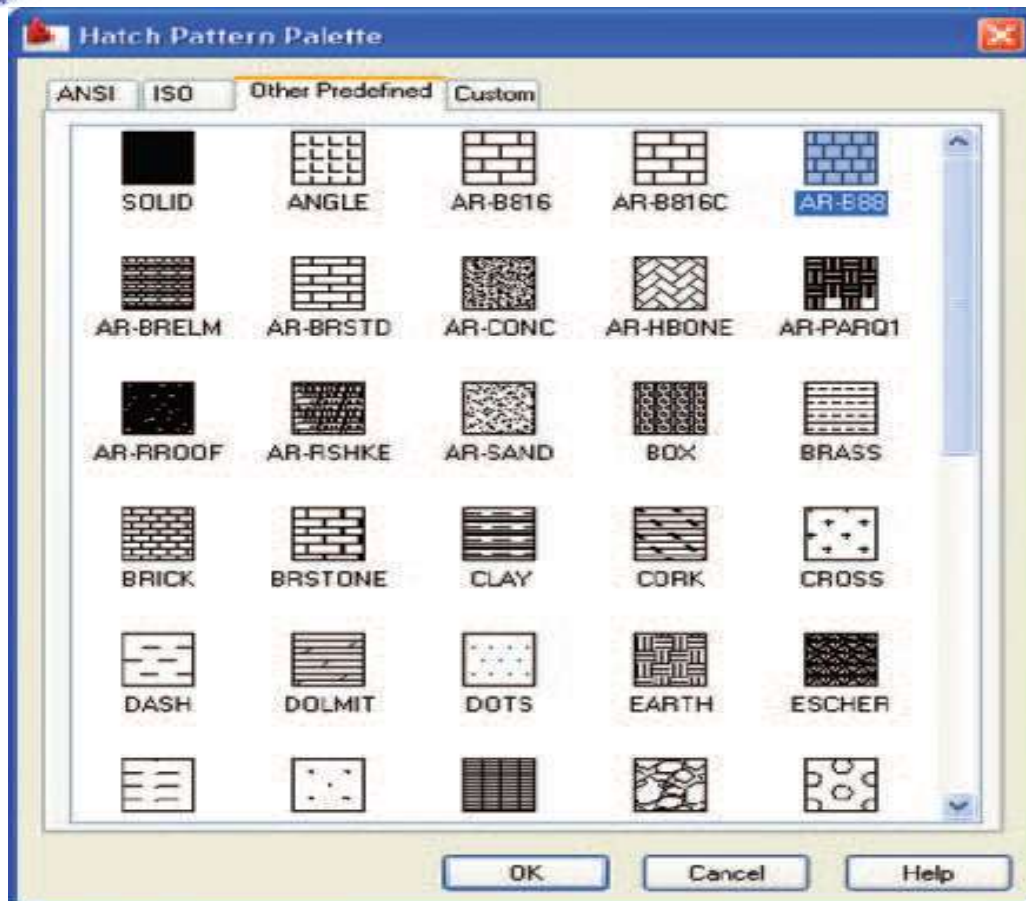 Hatch Pattern Palette
ANSI ISO Other Predefined Custom
SOLID ANGLE AR-B816 AR-B816C AR-B88
AR-BRELM AR-BRSTD AR-CONC AR-HBONE AR-PARQ1
AR-RROOF AR-RSHKE AR-SAND BOX BRASS
BRICK BRSTONE CLAY CORK CROSS
DASH DOLMIT DOTS EARTH ESCHER
OK Cancel Help